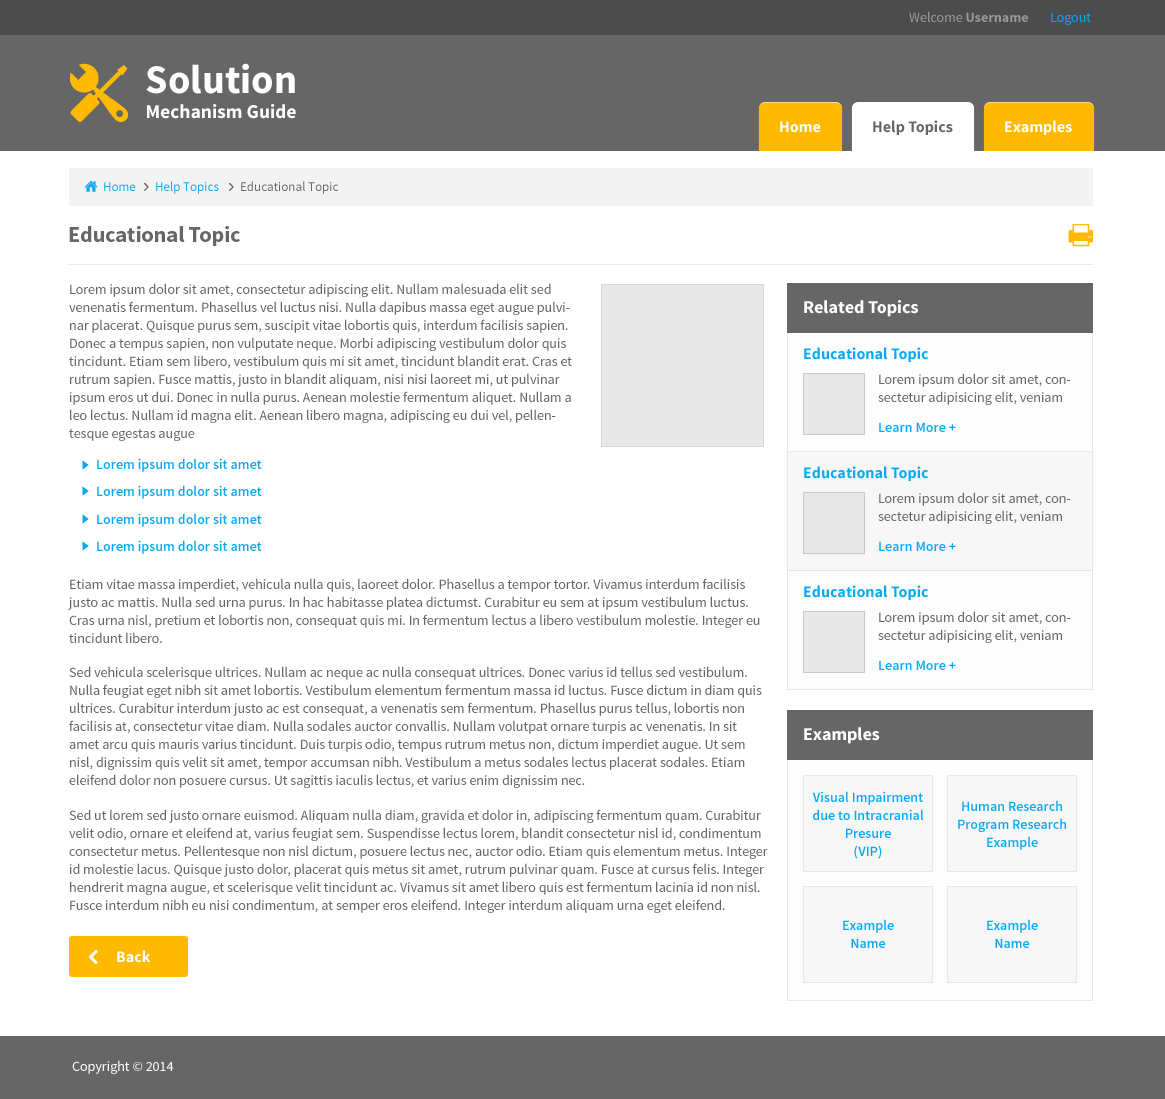 Welcome Username Logout
Solution
Mechanism Guide
Home Help Topics Examples
Home > Help Topics > Educational Topic
Educational Topic
Lorem ipsum dolor sit amet, consectetur adipiscing elit. Nullam malesuada elit sed
venenatis fermentum. Phasellus vel luctus nisi. Nulla dapibus massa eget augue pulvi-
nar placerat. Quisque purus sem, suscipit vitae lobortis quis, interdum facilisis sapien.
Donec a tempus sapien, non vulputate neque. Morbi adipiscing vestibulum dolor quis
tincidunt. Etiam sem libero, vestibulum quis mi sit amet, tincidunt blandit erat. Cras et
rutrum sapien. Fusce mattis, justo in blandit aliquam, nisi nisi laoreet mi, ut pulvinar
ipsum eros ut dui. Donec in nulla purus. Aenean molestie fermentum aliquet. Nullam a
leo lectus. Nullam id magna elit. Aenean libero magna, adipiscing eu dui vel, pellen-
tesque egestas augue
Lorem ipsum dolor sit amet
Lorem ipsum dolor sit amet
Lorem ipsum dolor sit amet
Lorem ipsum dolor sit amet
Etiam vitae massa imperdiet, vehicula nulla quis, laoreet dolor. Phasellus a tempor tortor. Vivamus interdum facilisis
justo ac mattis. Nulla sed urna purus. In hac habitasse platea dictumst. Curabitur eu sem at ipsum vestibulum luctus.
Cras urna nisl, pretium et lobortis non, consequat quis mi. In fermentum lectus a libero vestibulum molestie. Integer eu
tincidunt libero.
Sed vehicula scelerisque ultrices. Nullam ac neque ac nulla consequat ultrices. Donec varius id tellus sed vestibulum.
Nulla feugiat eget nibh sit amet lobortis. Vestibulum elementum fermentum massa id luctus. Fusce dictum in diam quis
ultrices. Curabitur interdum justo ac est consequat, a venenatis sem fermentum. Phasellus purus tellus, lobortis non
facilisis at, consectetur vitae diam. Nulla sodales auctor convallis. Nullam volutpat ornare turpis ac venenatis. In sit
amet arcu quis mauris varius tincidunt. Duis turpis odio, tempus rutrum metus non, dictum imperdiet augue. Ut sem
nisl, dignissim quis velit sit amet, tempor accumsan nibh. Vestibulum a metus sodales lectus placerat sodales. Etiam
eleifend dolor non posuere cursus. Ut sagittis iaculis lectus, et varius enim dignissim nec.
Sed ut lorem sed justo ornare euismod. Aliquam nulla diam, gravida et dolor in, adipiscing fermentum quam. Curabitur
velit odio, ornare et eleifend at, varius feugiat sem. Suspendisse lectus lorem, blandit consectetur nisl id, condimentum
consectetur metus. Pellentesque non nisl dictum, posuere lectus nec, auctor odio. Etiam quis elementum metus. Integer
id molestie lacus. Quisque justo dolor, placerat quis metus sit amet, rutrum pulvinar quam. Fusce at cursus felis. Integer
hendrerit magna augue, et scelerisque velit tincidunt ac. Vivamus sit amet libero quis est fermentum lacinia id non nisl.
Fusce interdum nibh eu nisi condimentum, at semper eros eleifend. Integer interdum aliquam urna eget eleifend.
Back
Related Topics
Educational Topic
Lorem ipsum dolor sit amet, con-
sectetur adipisicing elit, veniam
Learn More +
Educational Topic
Lorem ipsum dolor sit amet, con-
sectetur adipisicing elit, veniam
Learn More +
Educational Topic
Lorem ipsum dolor sit amet, con-
sectetur adipisicing elit, veniam
Learn More +
Examples
Visual Impairment
due to Intracranial
Presure
(VIP)
Human Research
Program Research
Example
Example
Name
Example
Name
Copyright © 2014